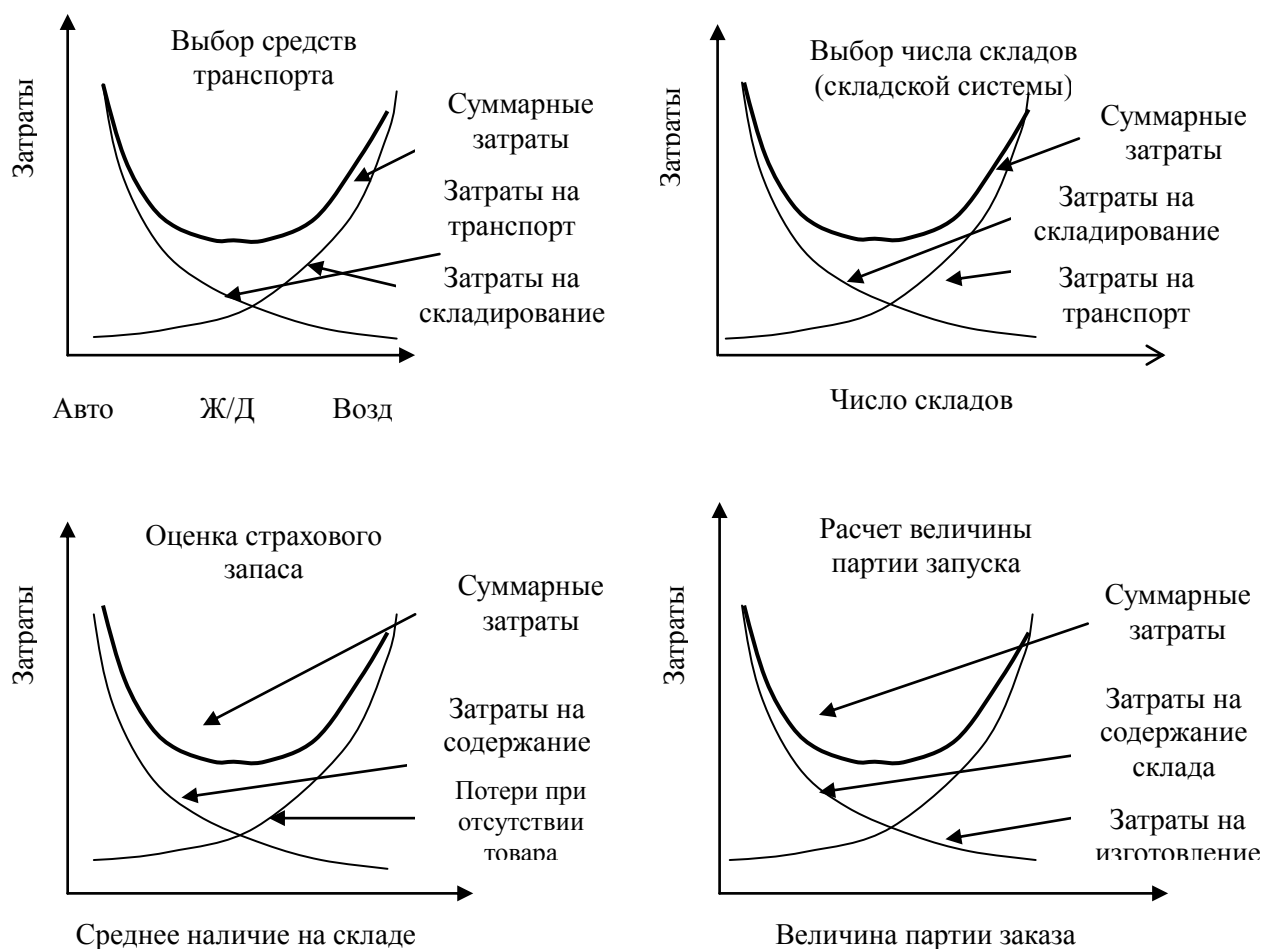 Выбор средств
транспорта
Затраты
Суммарные
затраты
Затраты на
транспорт
Затраты на
складирование
Авто Ж/Д Возд
Выбор числа складов
(складской системы)
Затраты
Суммарные
затраты
Затраты на
складирование
Затраты на
транспорт
Число складов
Оценка страхового
запаса
Затраты
Суммарные
затраты
Затраты на
содержание
Потери при
отсутствии
товара
Среднее наличие на складе
Расчет величины
партии запуска
Затраты
Суммарные
затраты
Затраты на
содержание
склада
Затраты на
изготовление
Величина партии заказа